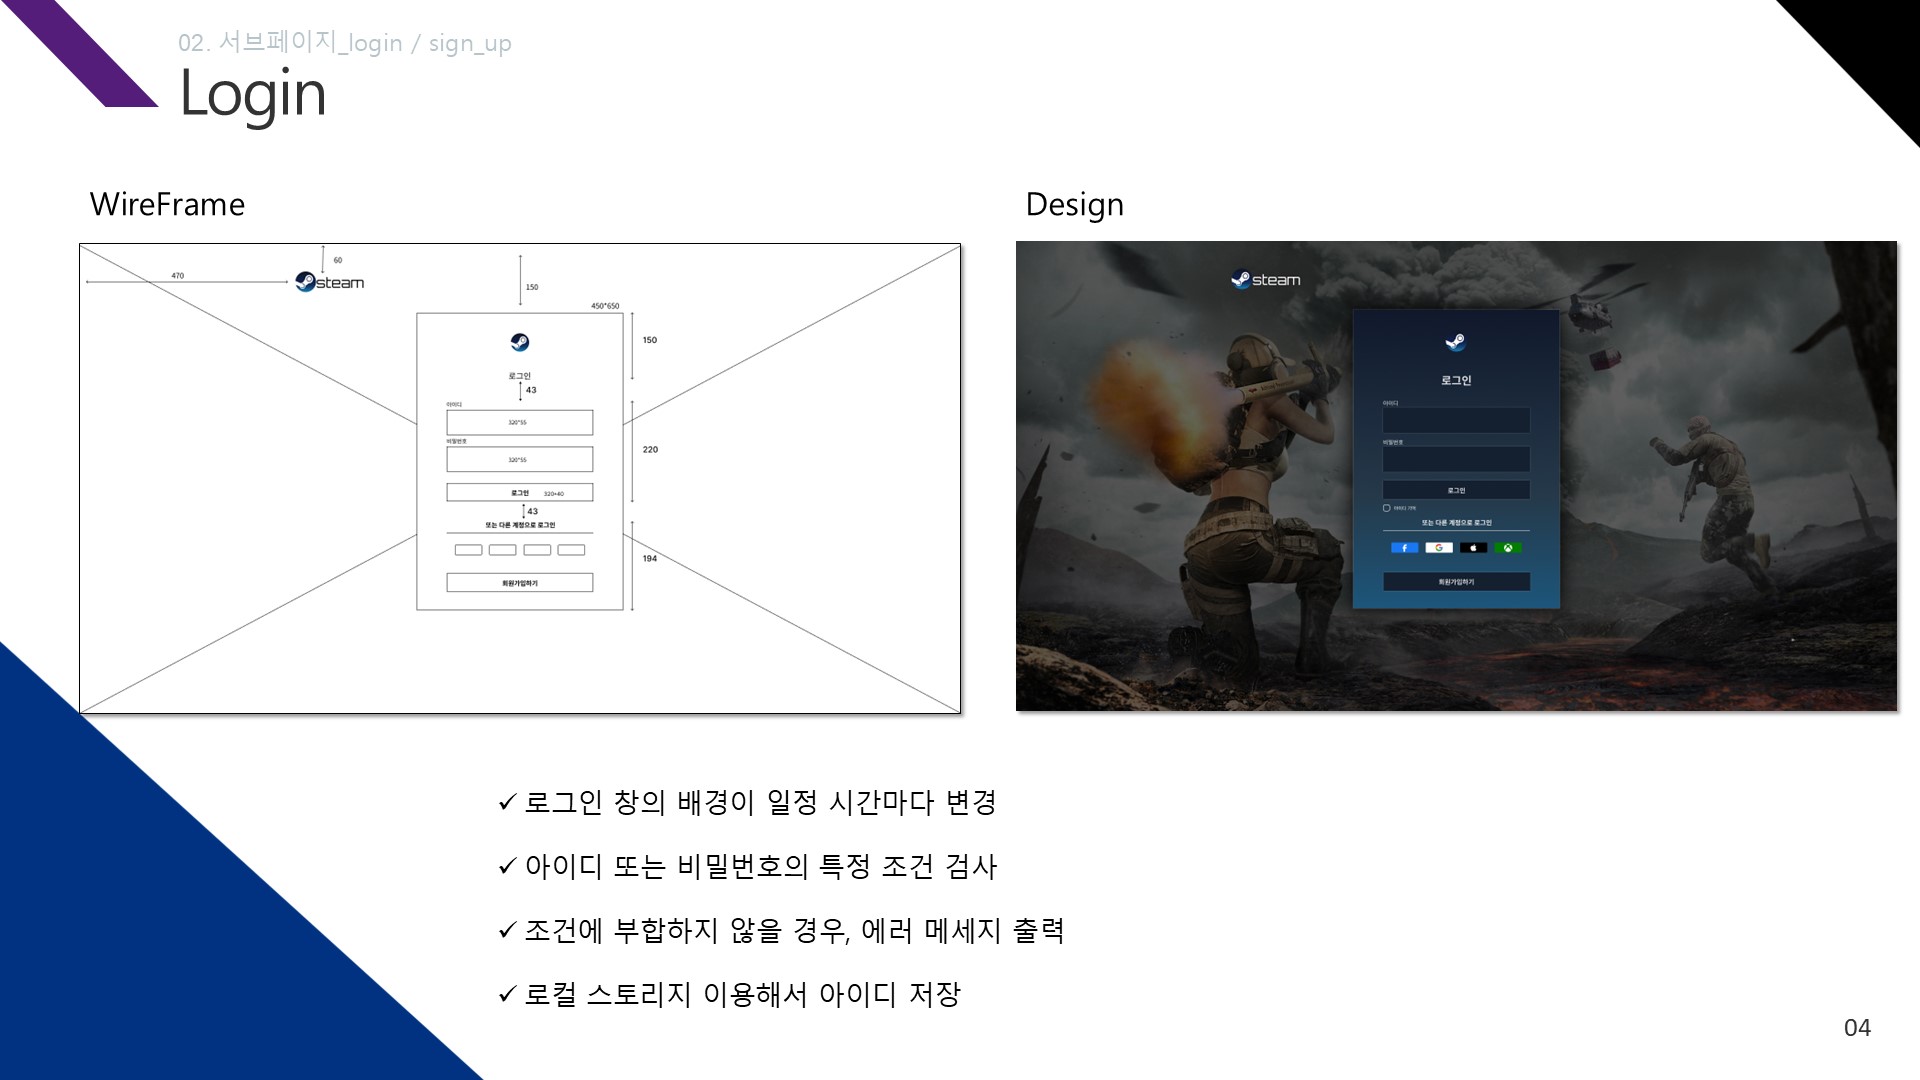 02. 서브페이지_login / sign_up
Login
WireFrame
470
60
steam
150
450*650
150
로그인
43
아이디
320*55
220
비밀번호
320*55
로그인 320*40
43
또는 다른 계정으로 로그인
194
회원가입하기
Design
steam
로그인
아이디
비밀번호
로그인
아이디 기억
또는 다른 계정으로 로그인
f
G
회원가입하기
로그인 창의 배경이 일정 시간마다 변경
아이디 또는 비밀번호의 특정 조건 검사
조건에 부합하지 않을 경우, 에러 메세지 출력
로컬 스토리지 이용해서 아이디 저장
04